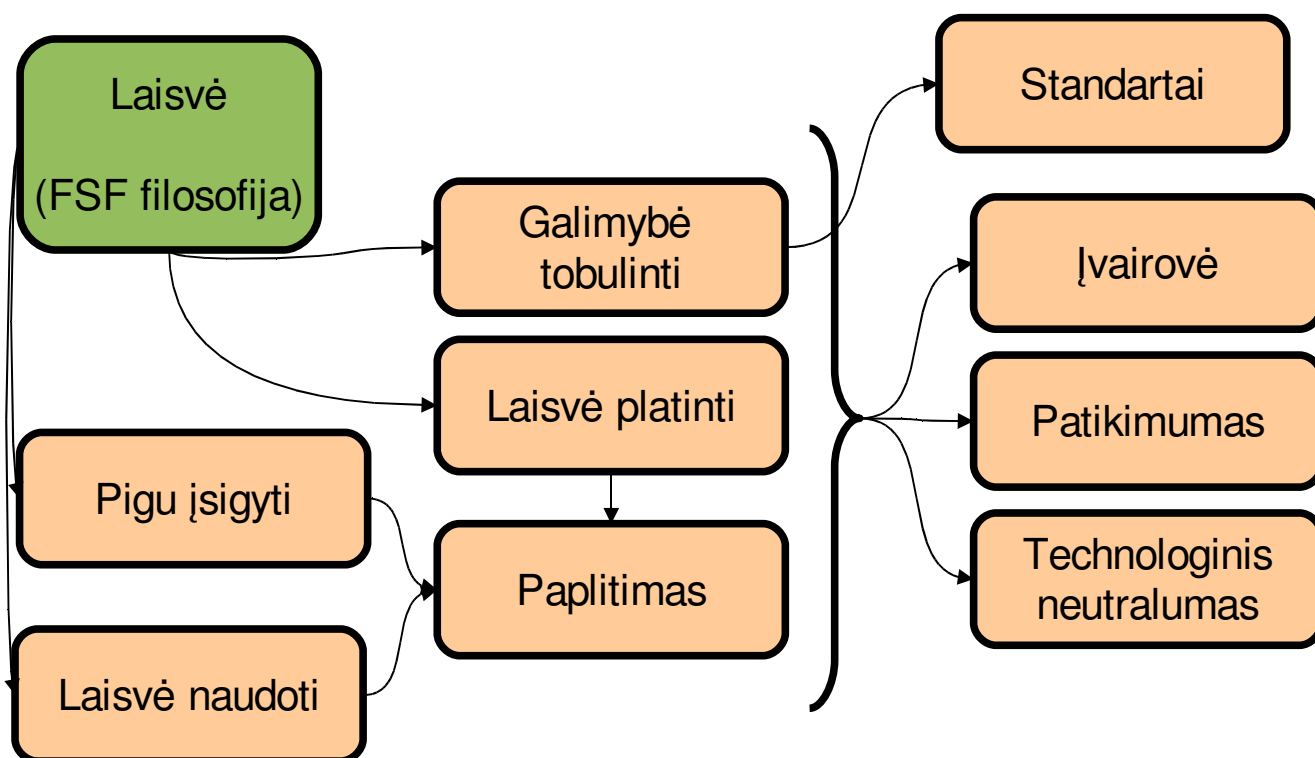 Laisvė
(FSF filosofija)
Galimybė
tobulinti
Laisvė platinti
Pigu įsigyti
Paplitimas
Laisvė naudoti
Standartai
Įvairovė
Patikimumas
Technologinis
neutralumas